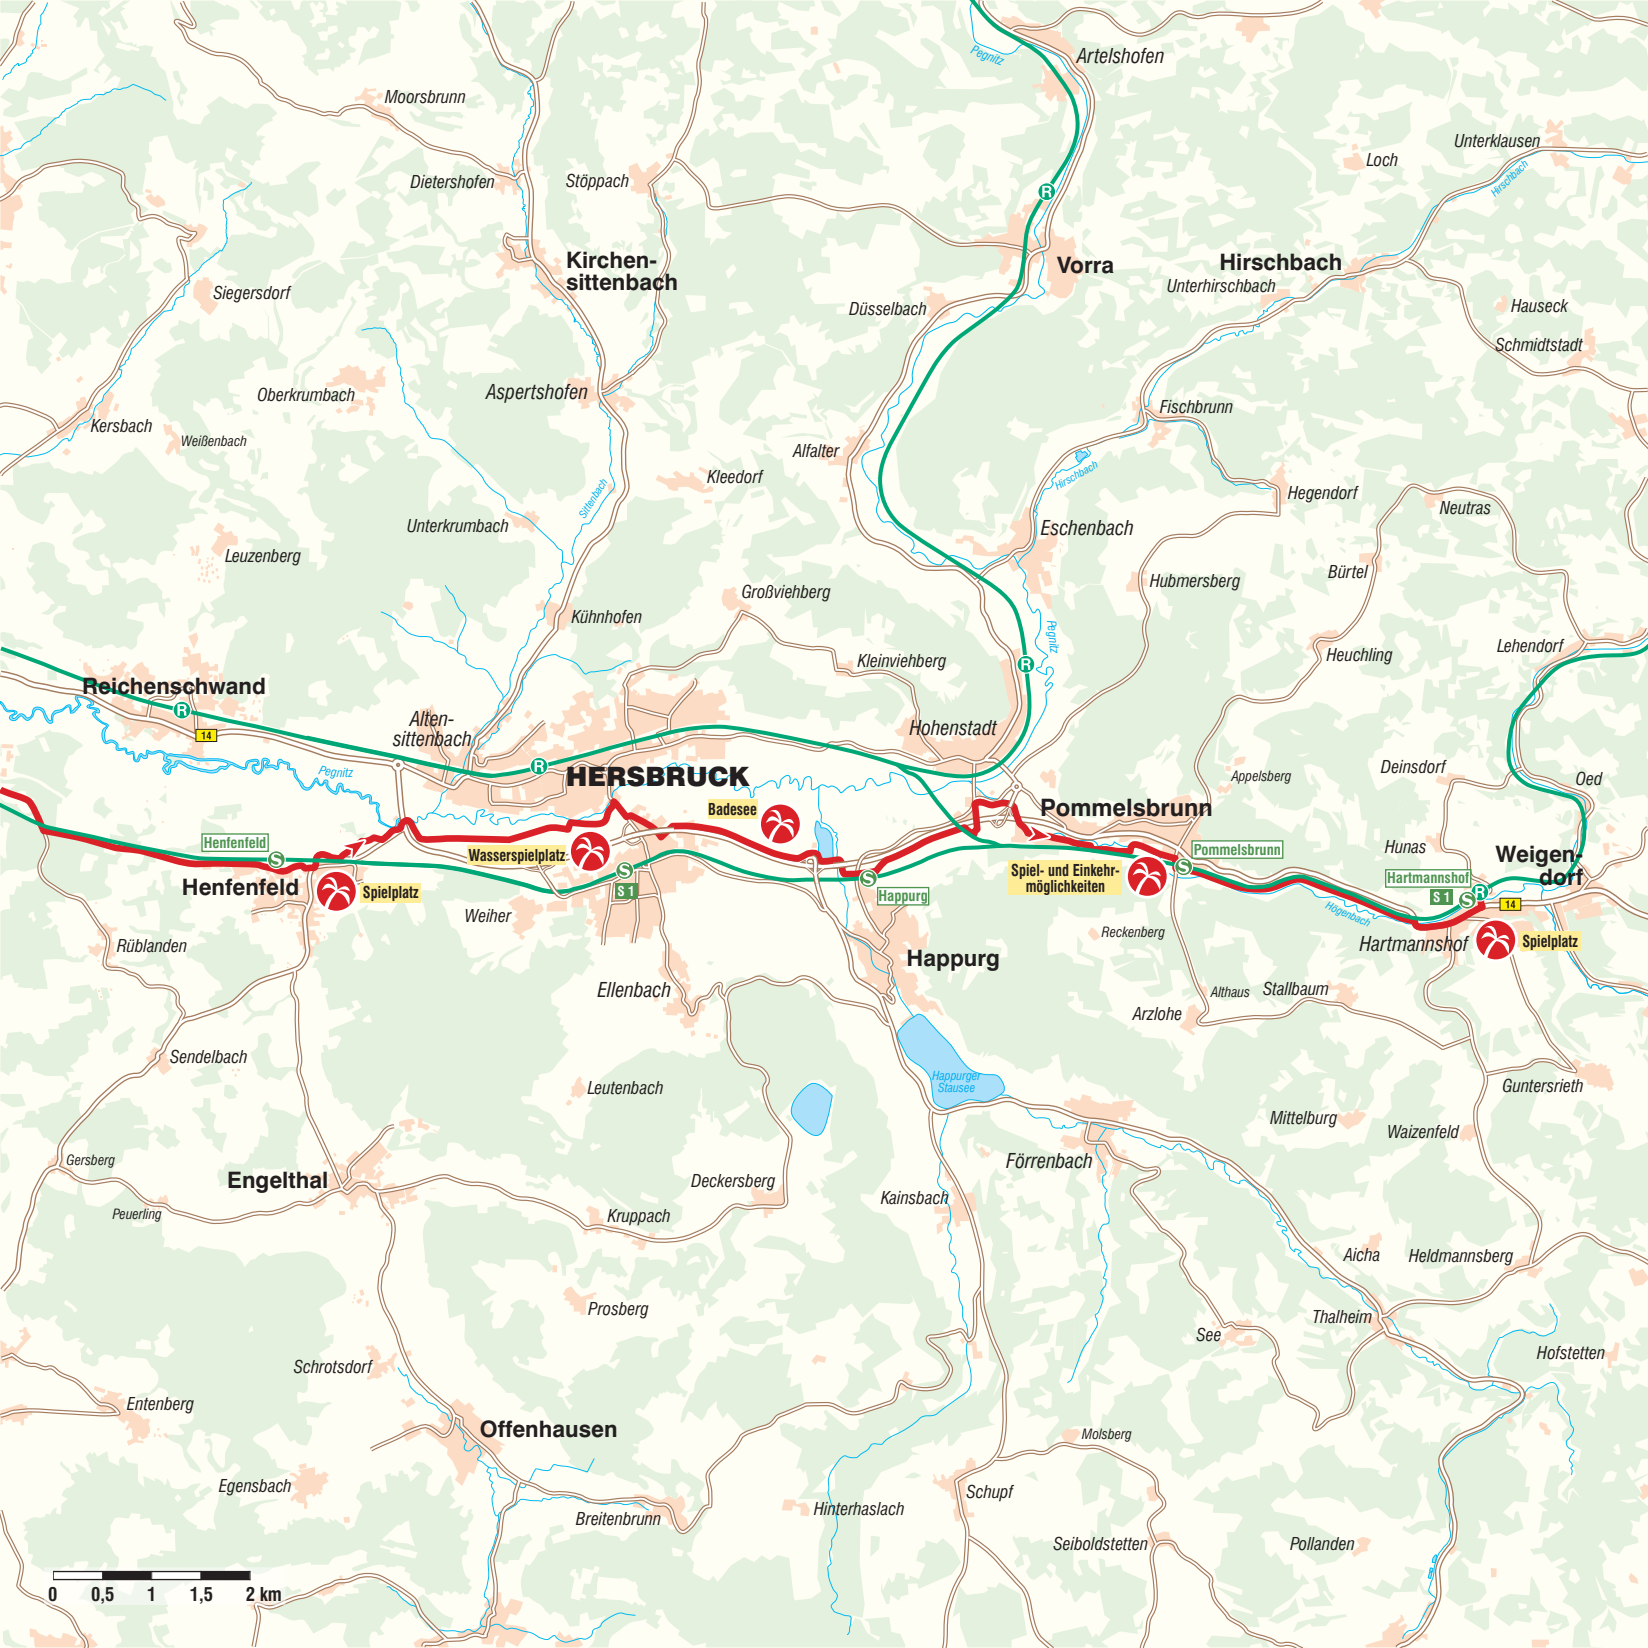 Pegnitz
Artelshofen
Moorsbrunn
Unterklausen
Loch
Hirschbach
Dietershofen
Stöppach
R
Kirchen-
sittenbach
Vorra
Hirschbach
Unterhirschbach
Siegersdorf
Düsselbach
Hauseck
Schmidtstadt
Oberkrumbach
Aspertshofen
Fischbrunn
Kersbach
Weißenbach
Alfalter
Kleedorf
Hirschbach
Sittenbach
Hegendorf
Neutras
Unterkrumbach
Eschenbach
Leuzenberg
Bürtel
Hubmersberg
Großviehberg
Kühnhofen
Pegnitz
Lehendorf
Heuchling
Kleinviehberg
R
Reichenschwand
R
14
Alten-
sittenbach
Hohenstadt
R
HERSBRUCK
Pegnitz
Appelsberg
Deinsdorf
Oed
Badesee
Pommelsbrunn
Henfenfeld
S
Wasserspielplatz
S
S 1
Pommelsbrunn
S
Hunas
Weigen-
dorf
Spiel- und Einkehr-
möglichkeiten
Hartmannshof
S 1
S
R
14
Henfenfeld
Spielplatz
S
Happurg
Weiher
Högenbach
Reckenberg
Hartmannshof
Spielplatz
Rüblanden
Happurg
Ellenbach
Althaus
Stallbaum
Arzlohe
Sendelbach
Happurger
Stausee
Leutenbach
Guntersrieth
Mittelburg
Waizenfeld
Gersberg
Förrenbach
Engelthal
Deckersberg
Kainsbach
Peuerling
Kruppach
Aicha
Heldmannsberg
Prosberg
Thalheim
See
Hofstetten
Schrotsdorf
Entenberg
Offenhausen
Molsberg
Egensbach
Schupf
Hinterhaslach
Breitenbrunn
Seiboldstetten
Pollanden
0 0,5 1 1,5 2 km